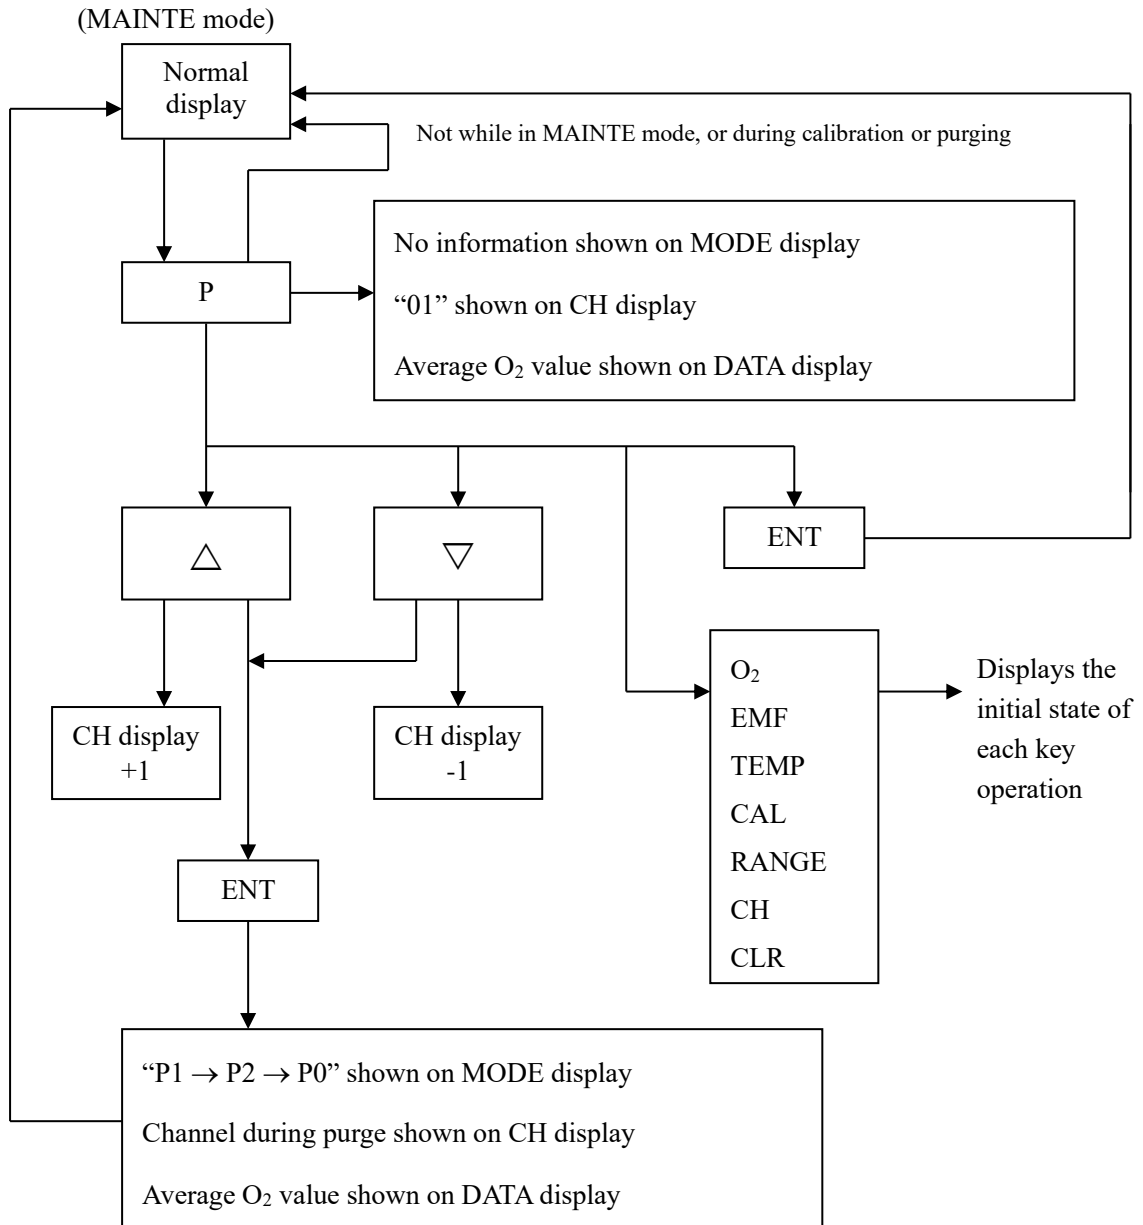 (MAINTE mode)
Normal
display
Not while in MAINTE mode, or during calibration or purging
No information shown on MODE display
“01” shown on CH display
Average O₂ value shown on DATA display
P
△
▽
ENT
CH display
+1
CH display
-1
O₂
EMF
TEMP
CAL
RANGE
CH
CLR
Displays the
initial state of
each key
operation
ENT
“P1 → P2 → P0” shown on MODE display
Channel during purge shown on CH display
Average O₂ value shown on DATA display